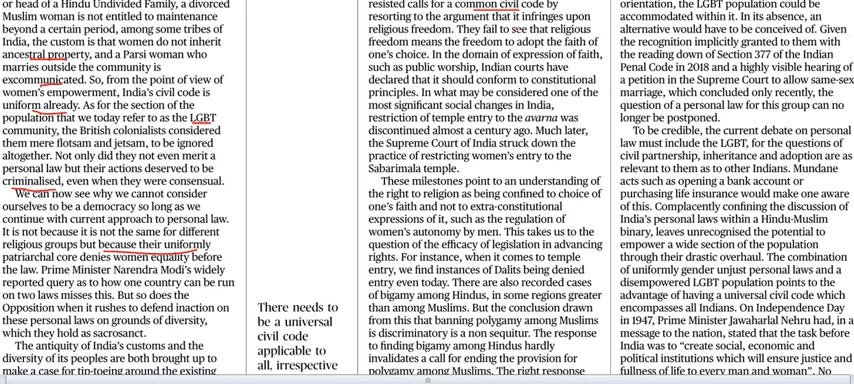 or head of a Hindu Undivided Family, a divorced
Muslim woman is not entitled to maintenance
beyond a certain period, among some tribes of
India, the custom is that women do not inherit
ancestral property, and a Parsi woman who
marries outside the community is
excommunicated. So, from the point of view of
women's empowerment, India's civil code is
uniform already. As for the section of the
population that we today refer to as the LGBT
community, the British colonialists considered
them mere flotsam and jetsam, to be ignored
altogether. Not only did they not even merit a
personal law but their actions deserved to be
criminalised, even when they were consensual.
We can now see why we cannot consider
ourselves to be a democracy so long as we
continue with current approach to personal law.
It is not because it is not the same for different
religious groups but because their uniformly
patriarchal core denies women equality before
the law. Prime Minister Narendra Modi's widely
reported query as to how one country can be run
on two laws misses this. But so does the
Opposition when it rushes to defend inaction on
these personal laws on grounds of diversity,
which they hold as sacrosanct.
The antiquity of India's customs and the
diversity of its peoples are both brought up to
make a case for tip-toeing around the existing
There needs to
be a universal
civil code
applicable to
all, irrespective
resisted calls for a common civil code by
resorting to the argument that it infringes upon
religious freedom. They fail to see that religious
freedom means the freedom to adopt the faith of
one's choice. In the domain of expression of faith,
such as public worship, Indian courts have
declared that it should conform to constitutional
principles. In what may be considered one of the
most significant social changes in India,
restriction of temple entry to the avarna was
discontinued almost a century ago. Much later,
the Supreme Court of India struck down the
practice of restricting women's entry to the
Sabarimala temple.
These milestones point to an understanding of
the right to religion as being confined to choice of
one's faith and not to extra-constitutional
expressions of it, such as the regulation of
women's autonomy by men. This takes us to the
question of the efficacy of legislation in advancing
rights. For instance, when it comes to temple
entry, we find instances of Dalits being denied
entry even today. There are also recorded cases
of bigamy among Hindus, in some regions greater
than among Muslims. But the conclusion drawn
from this that banning polygamy among Muslims
is discriminatory is a non sequitur. The response
to finding bigamy among Hindus hardly
invalidates a call for ending the provision for
polygamy among Muslims. The right response
orientation, the LGBT population could be
accommodated within it. In its absence, an
alternative would have to be conceived of. Given
the recognition implicitly granted to them with
the reading down of Section 377 of the Indian
Penal Code in 2018 and a highly visible hearing of
a petition in the Supreme Court to allow same-sex
marriage, which concluded only recently, the
question of a personal law for this group can no
longer be postponed.
To be credible, the current debate on personal
law must include the LGBT, for the questions of
civil partnership, inheritance and adoption are as
relevant to them as to other Indians. Mundane
acts such as opening a bank account or
purchasing life insurance would make one aware
of this. Complacently confining the discussion of
India's personal laws within a Hindu-Muslim
binary, leaves unrecognised the potential to
empower a wide section of the population
through their drastic overhaul. The combination
of uniformly gender unjust personal laws and a
disempowered LGBT population points to the
advantage of having a universal civil code which
encompasses all Indians. On Independence Day
in 1947, Prime Minister Jawaharlal Nehru had, in a
message to the nation, stated that the task before
India was to "create social, economic and
political institutions which will ensure justice and
fullness of life to every man and woman". No